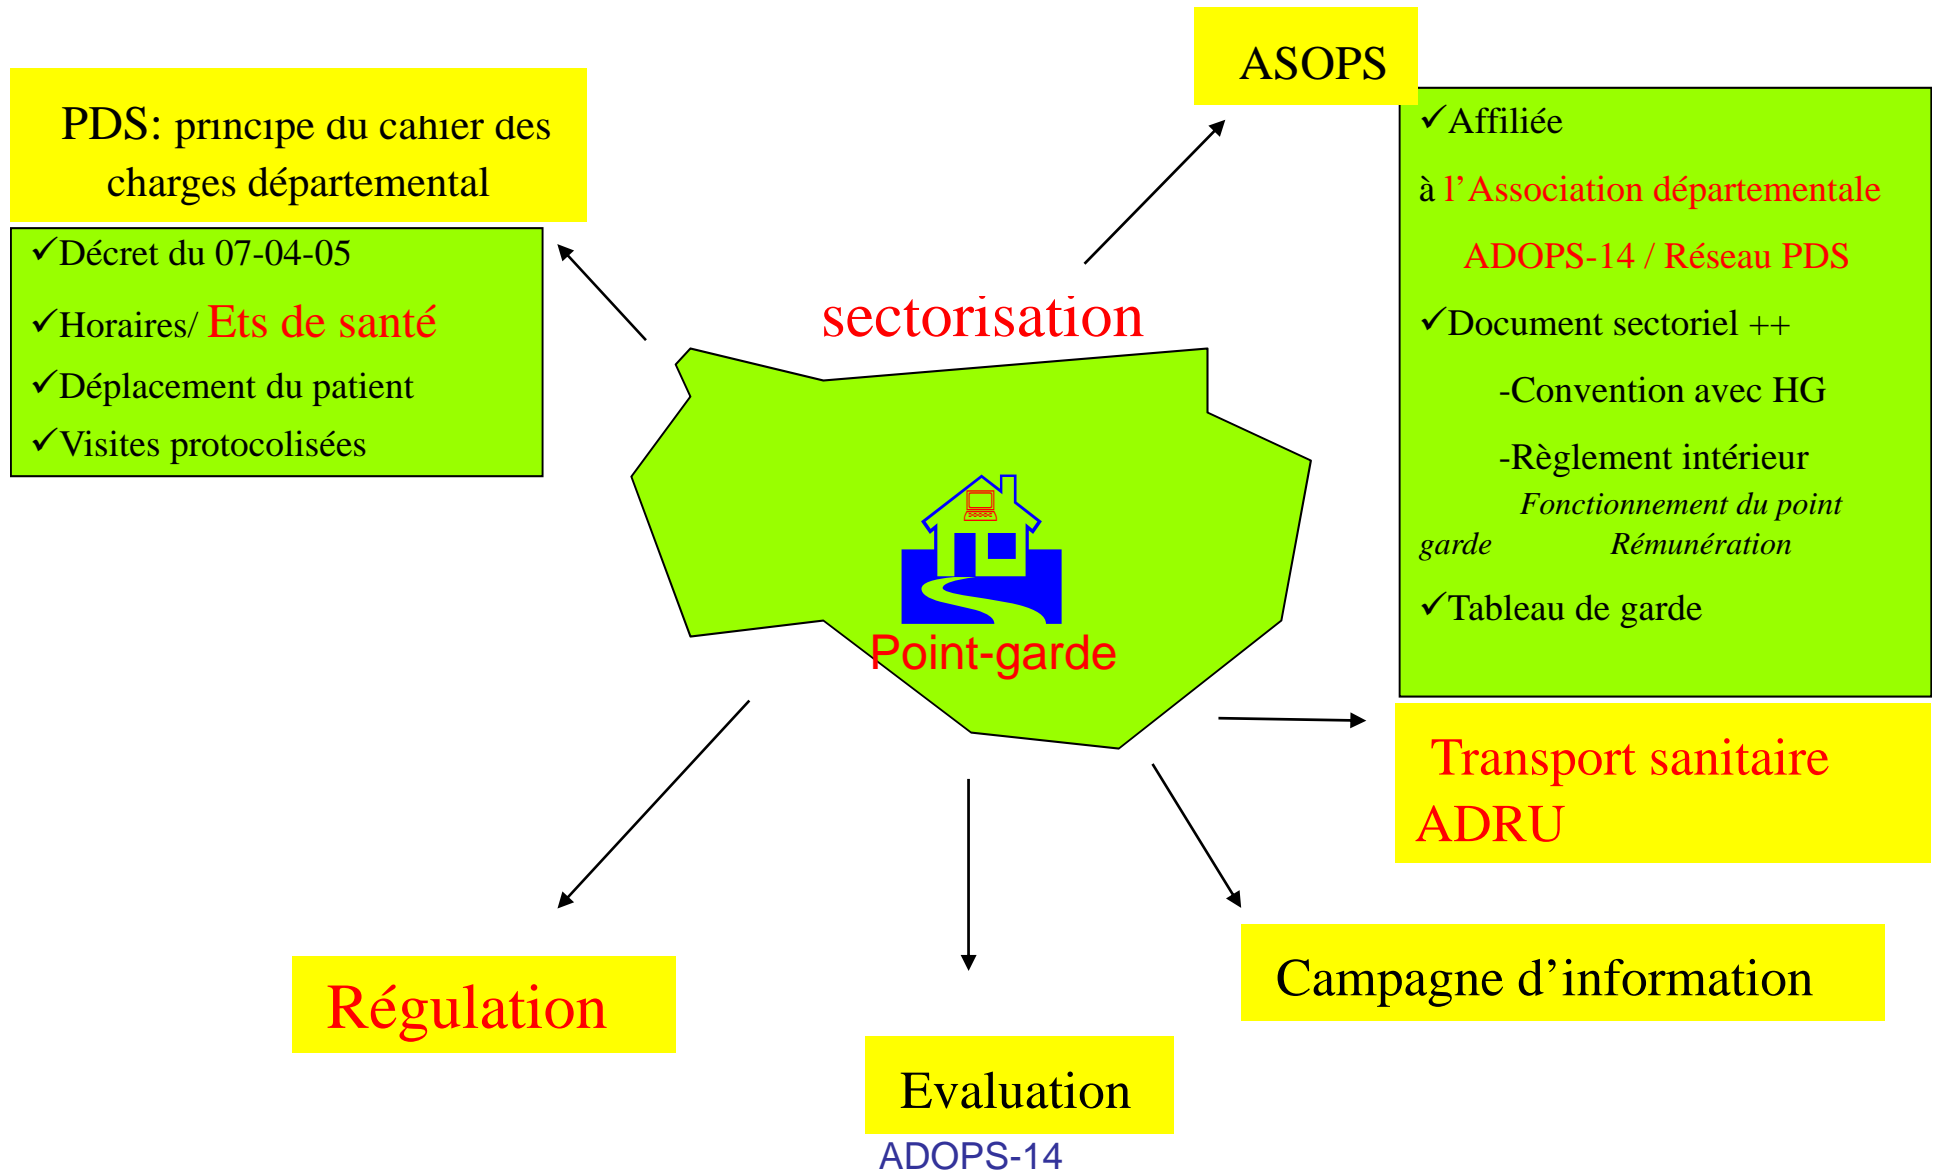 ASOPS
PDS: principe du cahier des
charges départemental
✓Décret du 07-04-05
✓Horaires/ Ets de santé
✓Déplacement du patient
✓Visites protocolisées
✓Affiliée
à l’Association départementale
ADOPS-14 / Réseau PDS
✓Document sectoriel ++
-Convention avec HG
-Règlement intérieur
Fonctionnement du point
garde Rémunération
✓Tableau de garde
sectorisation
Point-garde
Transport sanitaire
ADRU
Campagne d’information
Régulation
Evaluation
ADOPS-14